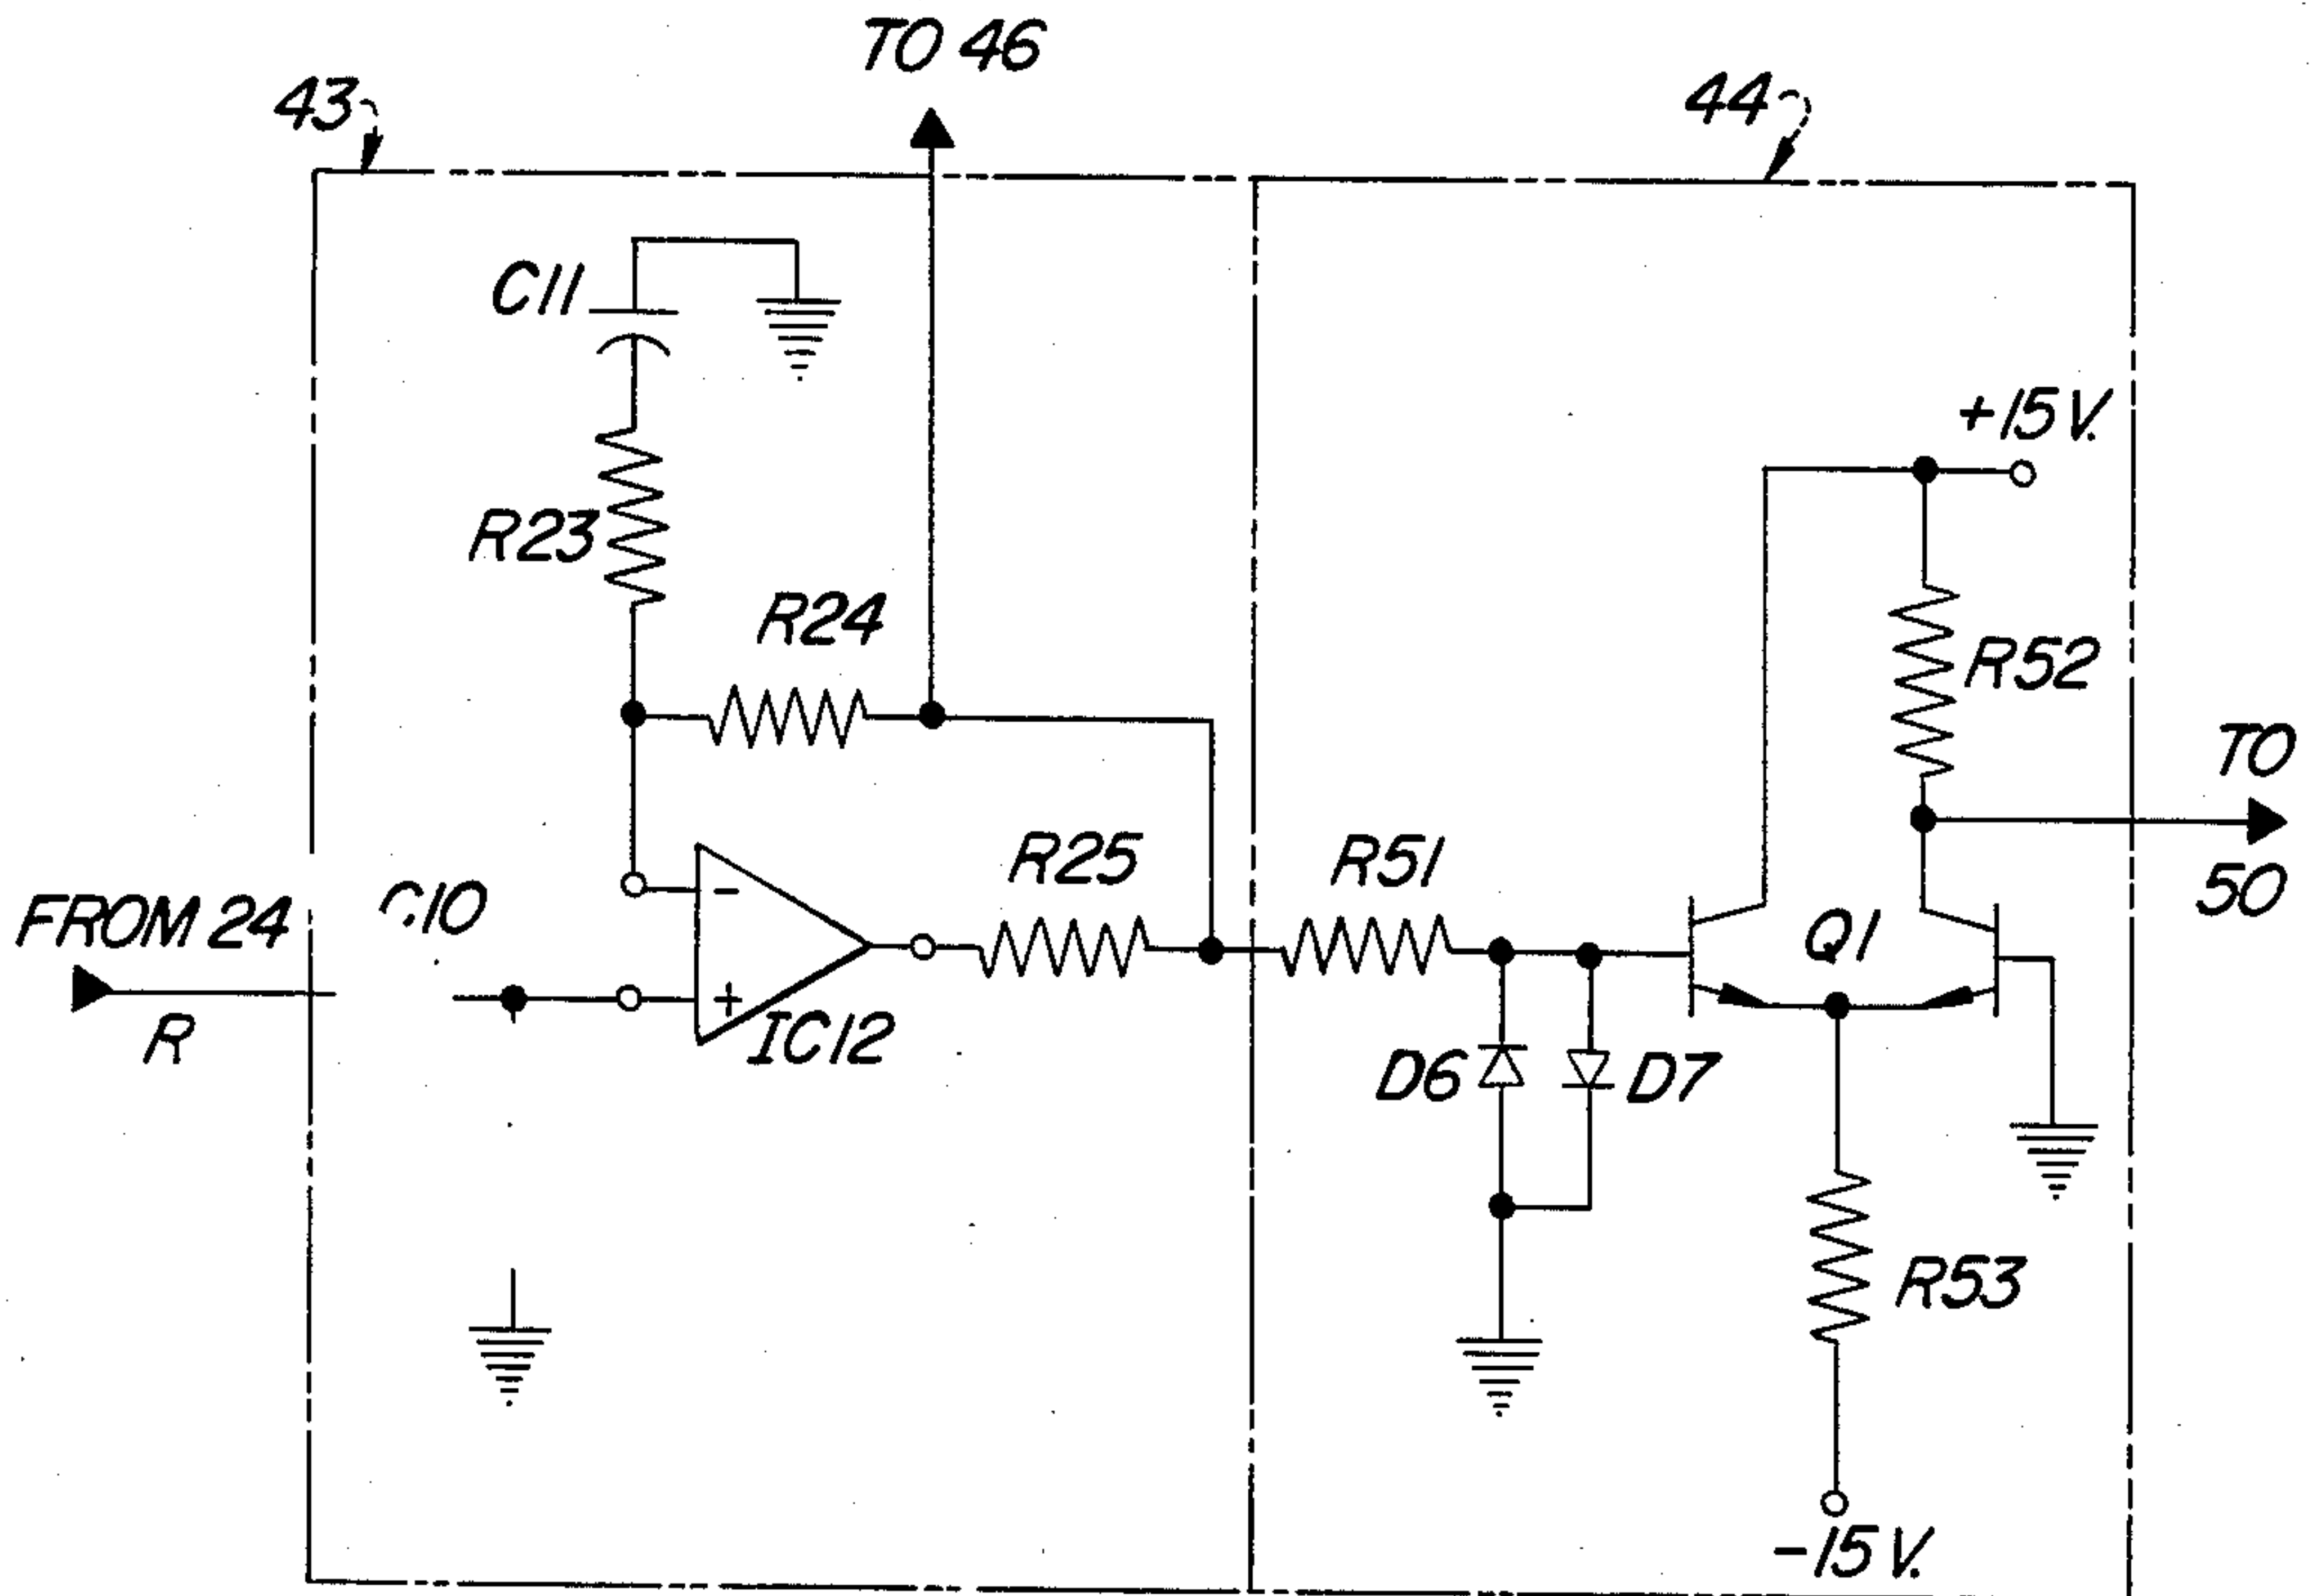 TO 46
43
44
C11
+15V.
R23
R24
R52
TO
50
R25
R51
FROM 24
R
Q1
IC12
D6
D7
R53
-15V.
-
+